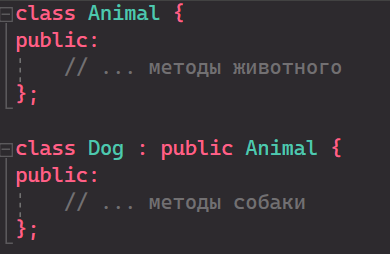 class Animal {
public:
    // ... методы животного
};

class Dog : public Animal {
public:
    // ... методы собаки
};